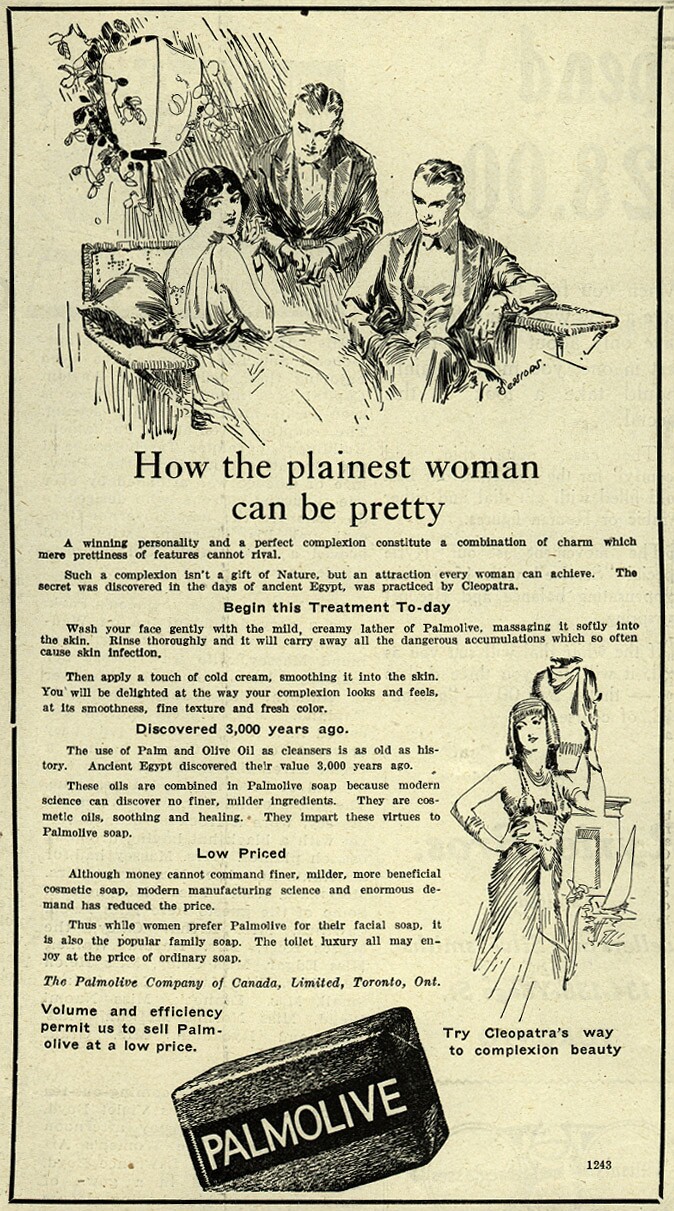 How the plainest woman
can be pretty
A winning personality and a perfect complexion constitute a combination of charm which
mere prettiness of features cannot rival.
Such a complexion isn't a gift of Nature, but an attraction every woman can achieve. The
secret was discovered in the days of ancient Egypt, was practiced by Cleopatra.
Begin this Treatment To-day
Wash your face gently with the mild, creamy lather of Palmolive, massaging it softly into
the skin. Rinse thoroughly and it will carry away all the dangerous accumulations which so often
cause skin infection.
Then apply a touch of cold cream, smoothing it into the skin.
You will be delighted at the way your complexion looks and feels,
at its smoothness, fine texture and fresh color.
Discovered 3,000 years ago.
The use of Palm and Olive Oil as cleansers is as old as his-
tory. Ancient Egypt discovered their value 3,000 years ago.
These oils are combined in Palmolive soap because modern
science can discover no finer, milder ingredients. They are cos-
metic oils, soothing and healing. They impart these virtues to
Palmolive soap.
Low Priced
Although money cannot command finer, milder, more beneficial
cosmetic soap, modern manufacturing science and enormous de-
mand has reduced the price.
Thus while women prefer Palmolive for their facial soap, it
is also the popular family soap. The toilet luxury all may en-
joy at the price of ordinary soap.
The Palmolive Company of Canada, Limited, Toronto, Ont.
Volume and efficiency
permit us to sell Palm-
olive at a low price.
Try Cleopatra's way
to complexion beauty
PALMOLIVE
1243